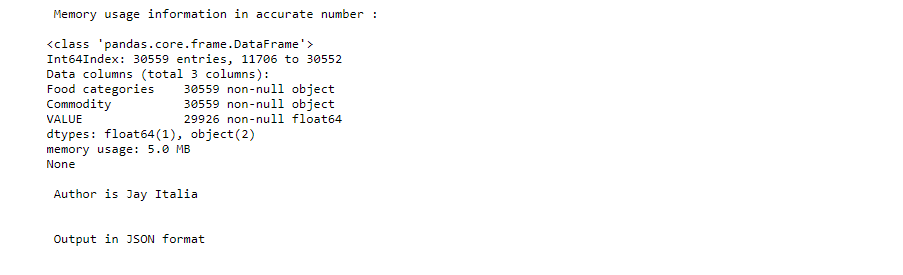 Memory usage information in accurate number :
<class 'pandas.core.frame.DataFrame'>
Int64Index: 30559 entries, 11706 to 30552
Data columns (total 3 columns):
Food categories    30559 non-null object
Commodity          30559 non-null object
VALUE              29926 non-null float64
dtypes: float64(1), object(2)
memory usage: 5.0 MB
None
Author is Jay Italia
Output in JSON format